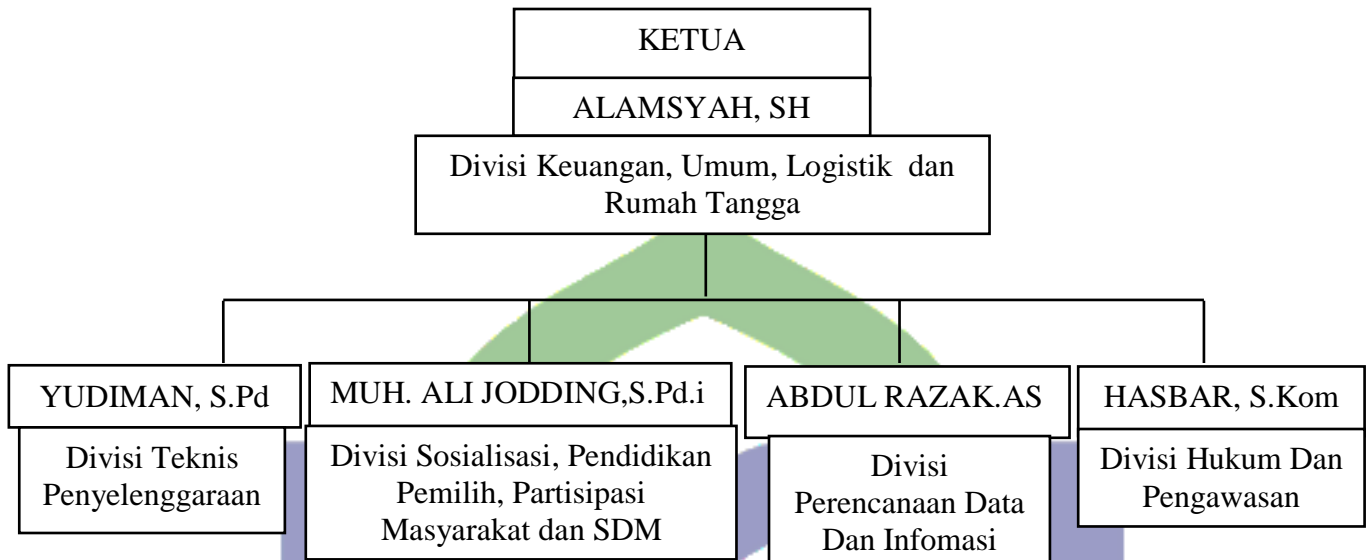 KETUA
ALAMSYAH, SH
Divisi Keuangan, Umum, Logistik dan
Rumah Tangga
YUDIMAN, S.Pd
Divisi Teknis
Penyelenggaraan
MUH. ALI JODDING,S.Pd.i
Divisi Sosialisasi, Pendidikan
Pemilih, Partisipasi
Masyarakat dan SDM
ABDUL RAZAK.AS
Divisi
Perencanaan Data
Dan Infomasi
HASBAR, S.Kom
Divisi Hukum Dan
Pengawasan